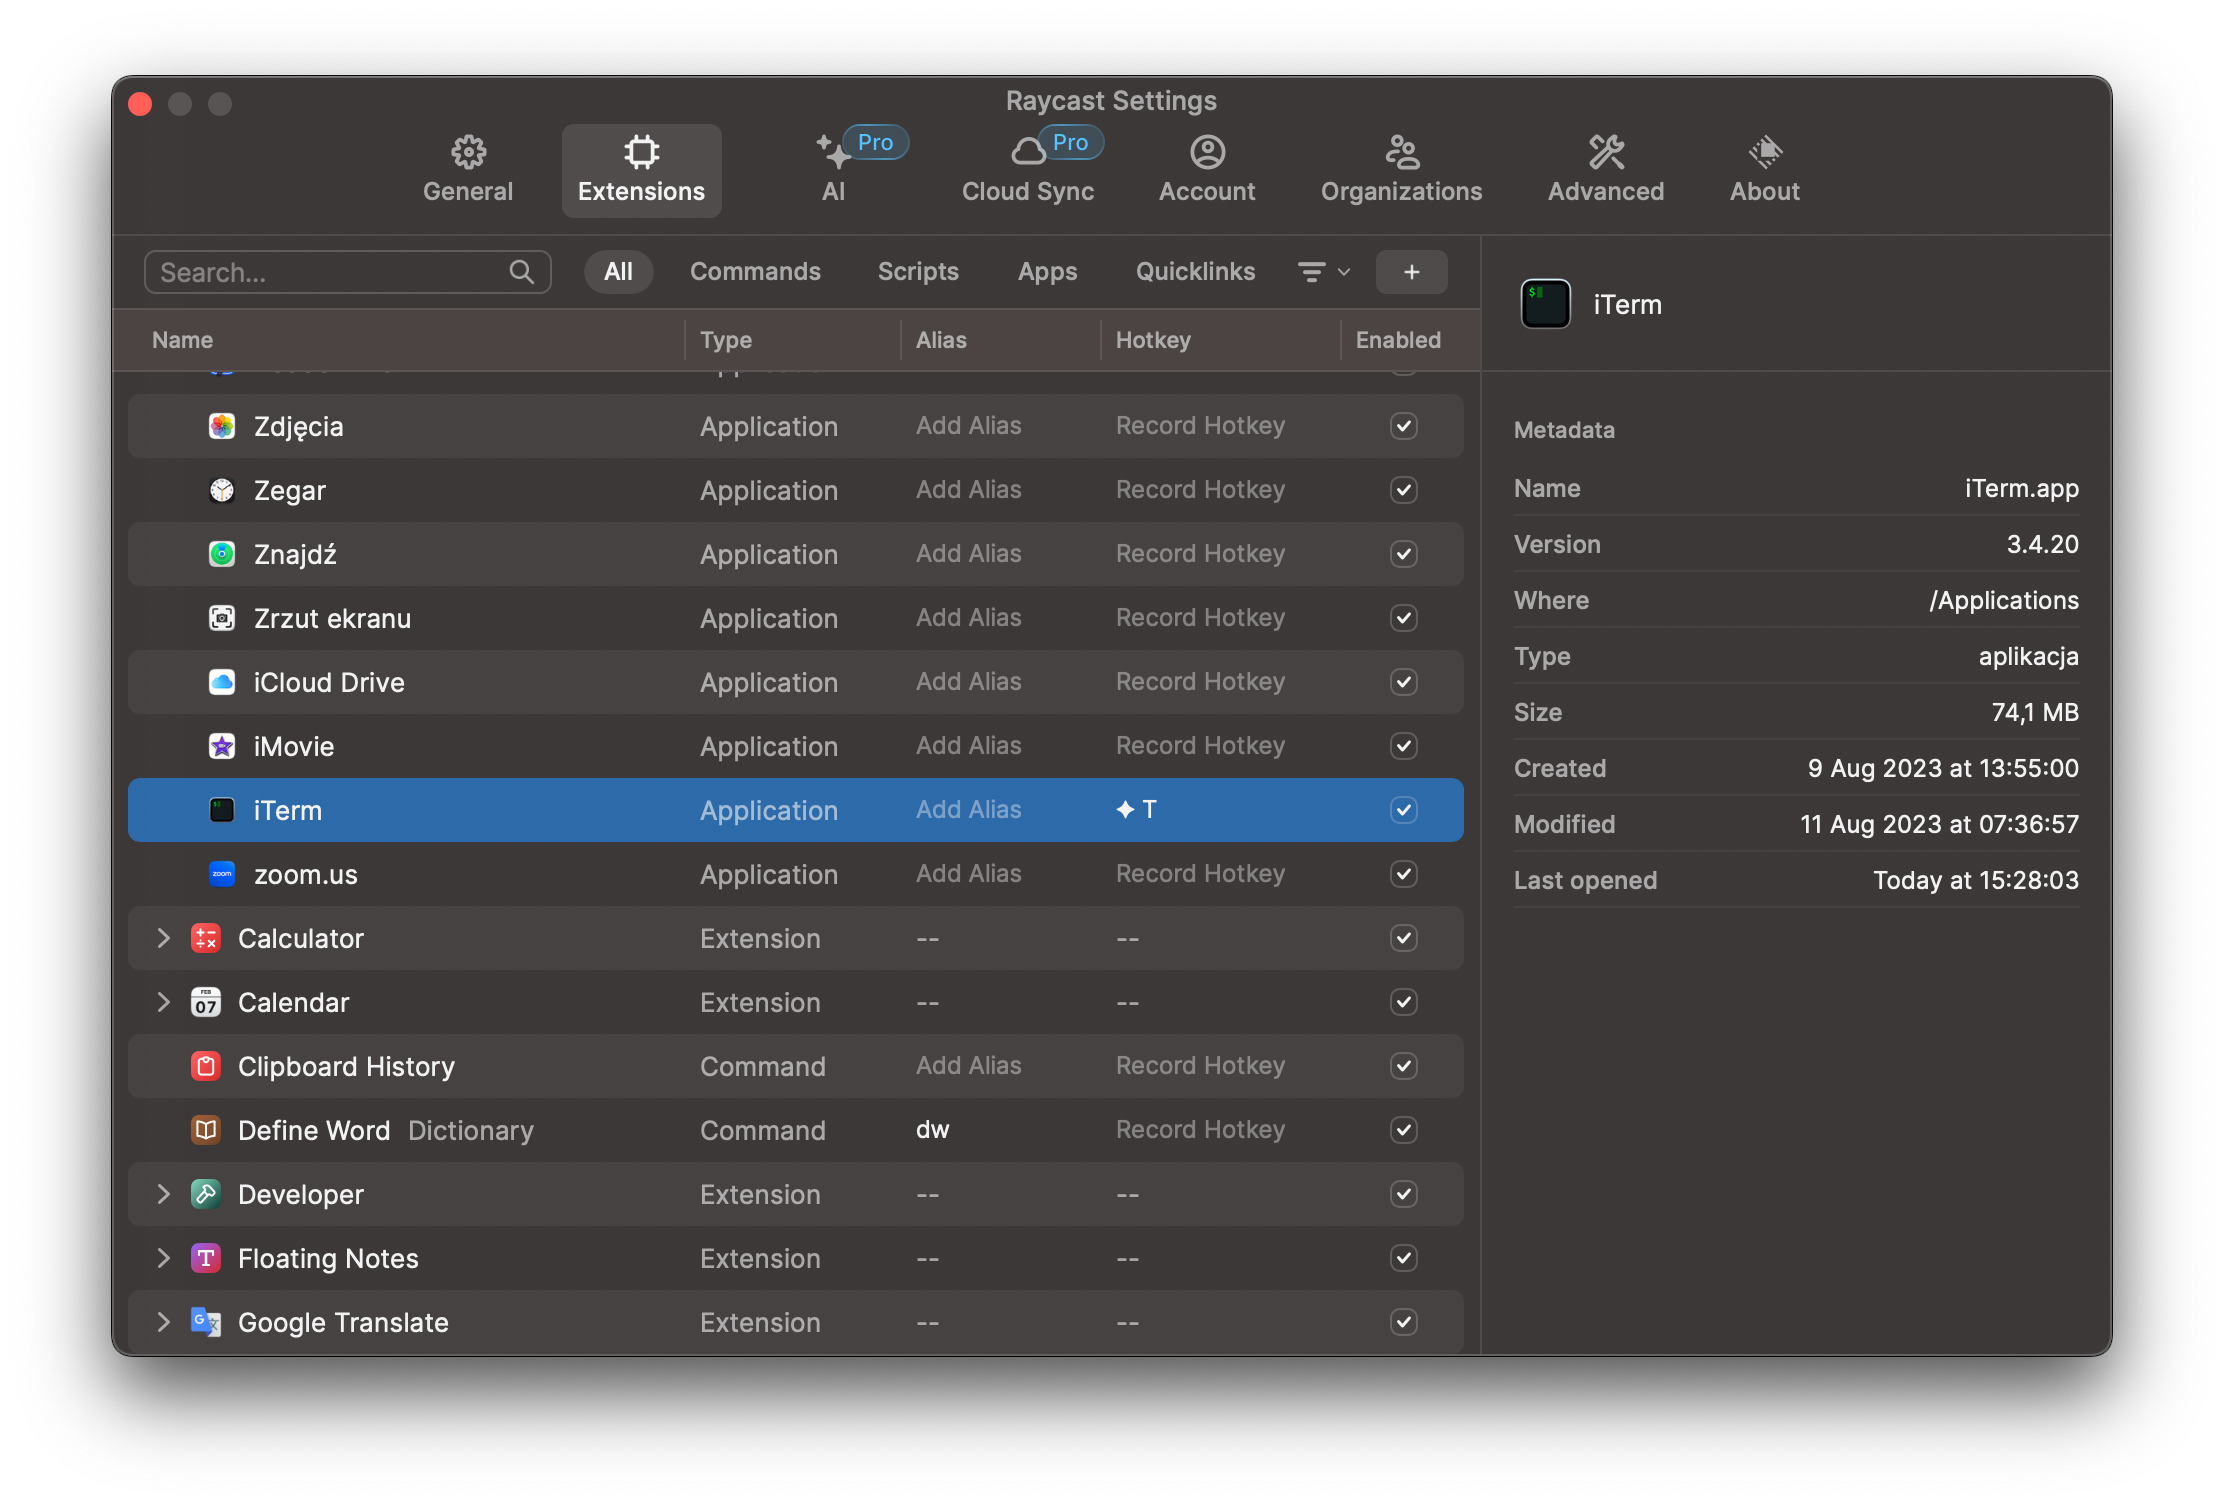 Raycast Settings
General Extensions AI Pro Cloud Sync Pro Account Organizations Advanced About
Search... All Commands Scripts Apps Quicklinks +
iTerm
Name Type Alias Hotkey Enabled
Zdjęcia Application Add Alias Record Hotkey
Zegar Application Add Alias Record Hotkey
Znajdź Application Add Alias Record Hotkey
Zrzut ekranu Application Add Alias Record Hotkey
iCloud Drive Application Add Alias Record Hotkey
iMovie Application Add Alias Record Hotkey
iTerm Application Add Alias ✦ T
zoom zoom.us Application Add Alias Record Hotkey
Calculator Extension -- --
FEB 07 Calendar Extension -- --
Clipboard History Command Add Alias Record Hotkey
Define Word Dictionary Command dw Record Hotkey
Developer Extension -- --
T Floating Notes Extension -- --
G 文 Google Translate Extension -- --
Metadata
Name iTerm.app
Version 3.4.20
Where /Applications
Type aplikacja
Size 74,1 MB
Created 9 Aug 2023 at 13:55:00
Modified 11 Aug 2023 at 07:36:57
Last opened Today at 15:28:03